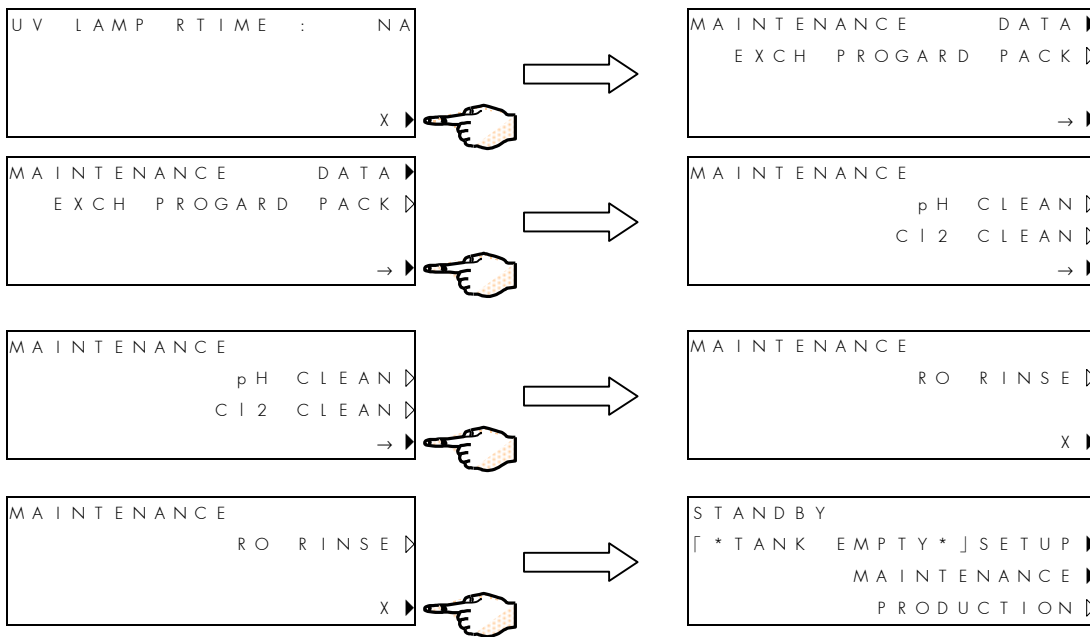 UV LAMP RTIME : NA
X ▶
MAINTENANCE DATA ▶
EXCH PROGARD PACK ▷
→ ▶
MAINTENANCE DATA ▶
EXCH PROGARD PACK ▷
→ ▶
MAINTENANCE
pH CLEAN ▷
Cl2 CLEAN ▷
→ ▶
MAINTENANCE
pH CLEAN ▷
Cl2 CLEAN ▷
→ ▶
MAINTENANCE
RO RINSE ▷
X ▶
MAINTENANCE
RO RINSE ▷
X ▶
STANDBY
⌈*TANK EMPTY*⌋SETUP ▶
MAINTENANCE ▶
PRODUCTION ▷